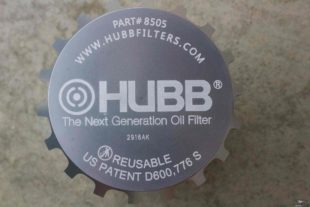 PART# 8505
WWW.HUBBFILTERS.COM
HUBB®
The Next Generation Oil Filter
2916AK
REUSABLE
US PATENT D600,776 S